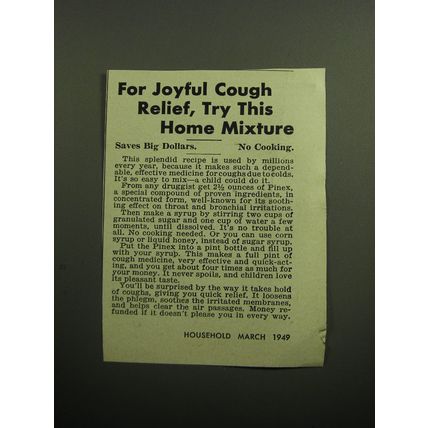 For Joyful Cough
Relief, Try This
Home Mixture
Saves Big Dollars. No Cooking.
This splendid recipe is used by millions
every year, because it makes such a depend-
able, effective medicine for coughs due to colds.
It's so easy to mix—a child could do it.
From any druggist get 2½ ounces of Pinex,
a special compound of proven ingredients, in
concentrated form, well-known for its sooth-
ing effect on throat and bronchial irritations.
Then make a syrup by stirring two cups of
granulated sugar and one cup of water a few
moments, until dissolved. It's no trouble at
all. No cooking needed. Or you can use corn
syrup or liquid honey, instead of sugar syrup.
Put the Pinex into a pint bottle and fill up
with your syrup. This makes a full pint of
cough medicine, very effective and quick-act-
ing, and you get about four times as much for
your money. It never spoils, and children love
its pleasant taste.
You'll be surprised by the way it takes hold
of coughs, giving you quick relief. It loosens
the phlegm, soothes the irritated membranes,
and helps clear the air passages. Money re-
funded if it doesn't please you in every way.
HOUSEHOLD MARCH 1949